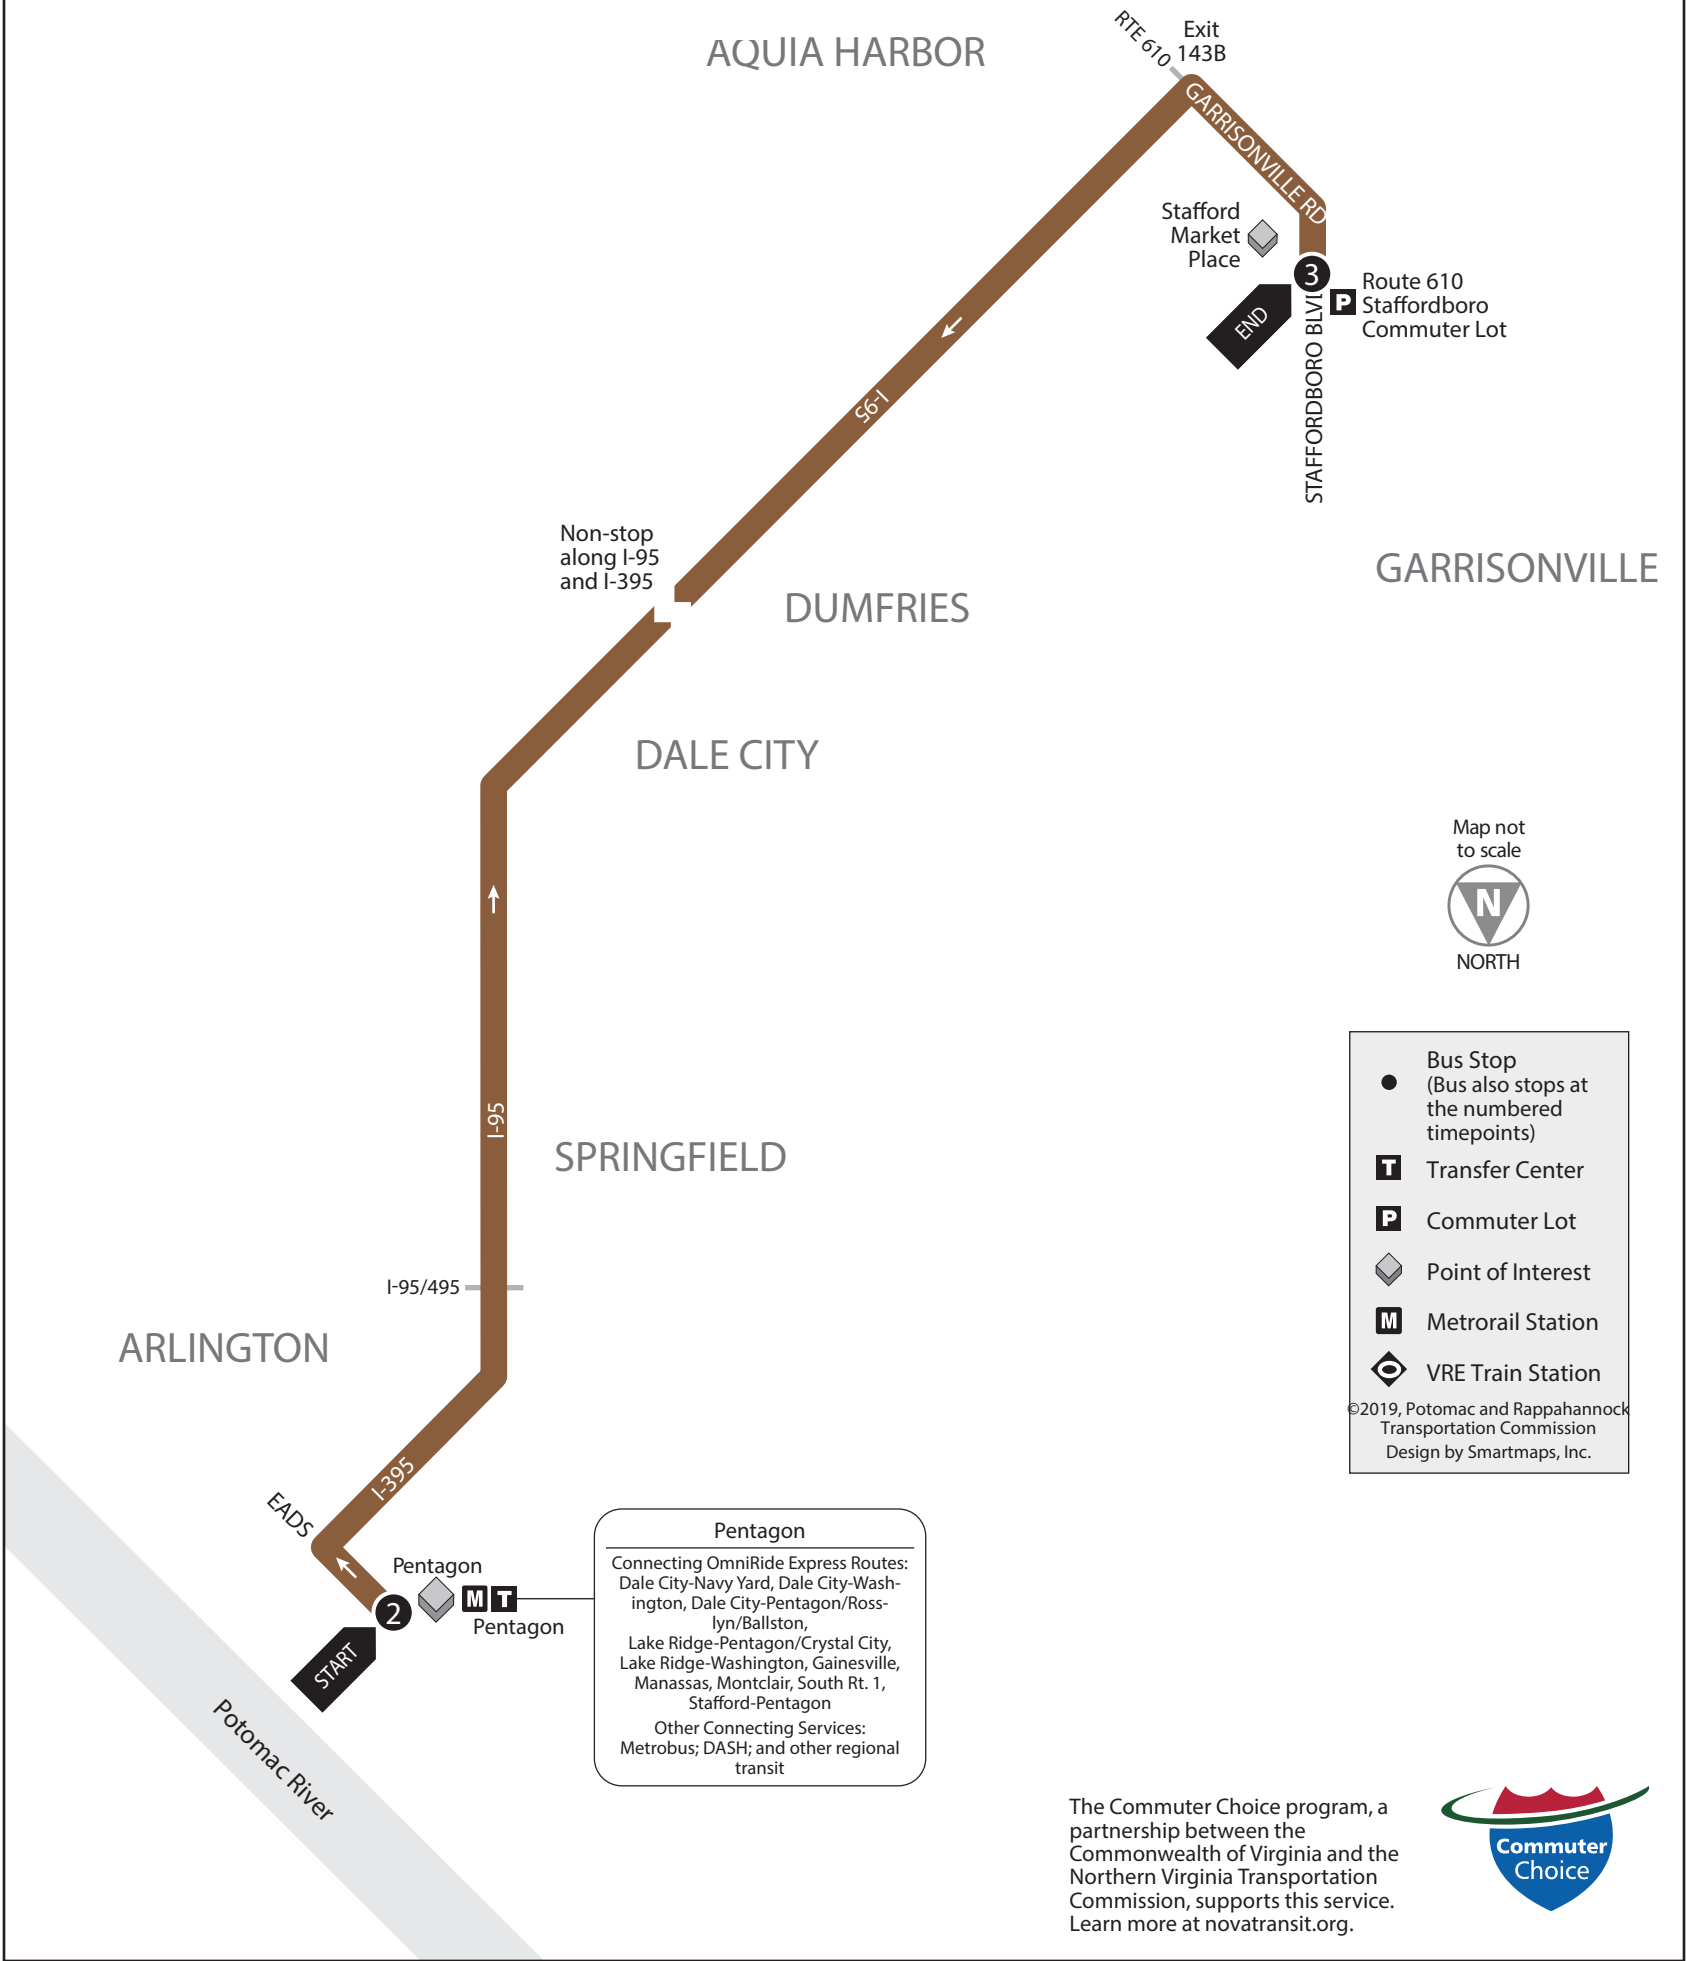 AQUIA HARBOR
RTE 610
Exit
143B
GARRISONVILLE RD
Stafford
Market
Place
3
END
P
Route 610
Staffordboro
Commuter Lot
STAFFORDBORO BLVD
I-95
Non-stop
along I-95
and I-395
GARRISONVILLE
DUMFRIES
DALE CITY
Map not
to scale
N
NORTH
I-95
SPRINGFIELD
I-95/495
ARLINGTON
I-395
EADS
Pentagon
2
M T
Pentagon
START
Potomac River
Pentagon
Connecting OmniRide Express Routes:
Dale City-Navy Yard, Dale City-Wash-
ington, Dale City-Pentagon/Ross-
lyn/Ballston,
Lake Ridge-Pentagon/Crystal City,
Lake Ridge-Washington, Gainesville,
Manassas, Montclair, South Rt. 1,
Stafford-Pentagon
Other Connecting Services:
Metrobus; DASH; and other regional
transit
Bus Stop
(Bus also stops at
the numbered
timepoints)
T Transfer Center
P Commuter Lot
Point of Interest
M Metrorail Station
VRE Train Station
©2019, Potomac and Rappahannock
Transportation Commission
Design by Smartmaps, Inc.
The Commuter Choice program, a
partnership between the
Commonwealth of Virginia and the
Northern Virginia Transportation
Commission, supports this service.
Learn more at novatransit.org.
Commuter
Choice